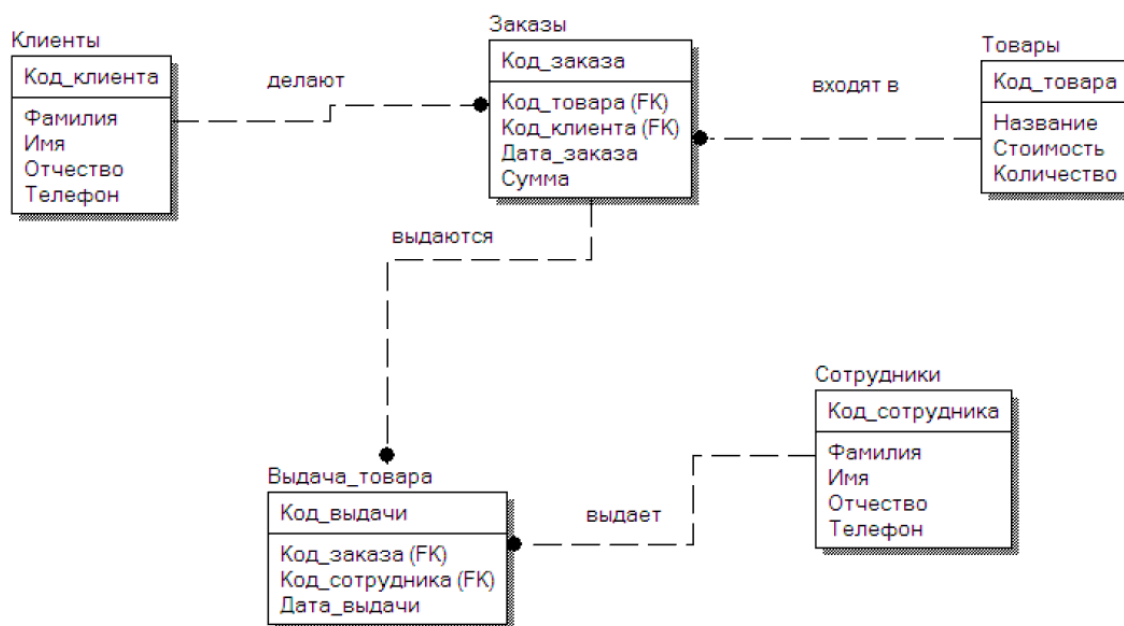 Клиенты
Код_клиента
Фамилия
Имя
Отчество
Телефон
делают
Заказы
Код_заказа
Код_товара (FK)
Код_клиента (FK)
Дата_заказа
Сумма
входят в
Товары
Код_товара
Название
Стоимость
Количество
выдаются
Выдача_товара
Код_выдачи
Код_заказа (FK)
Код_сотрудника (FK)
Дата_выдачи
выдает
Сотрудники
Код_сотрудника
Фамилия
Имя
Отчество
Телефон